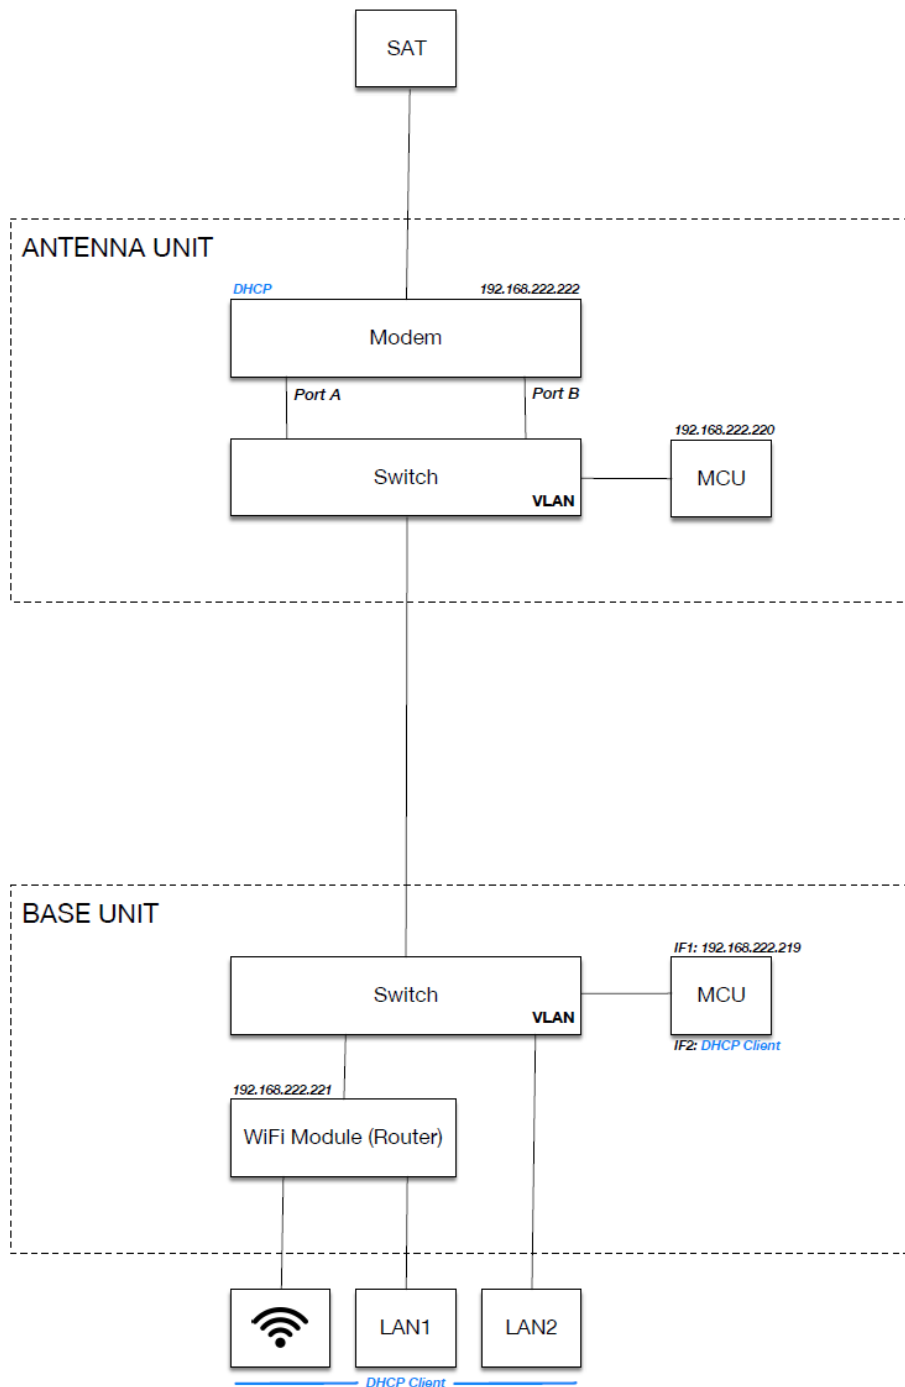 SAT
ANTENNA UNIT
DHCP
192.168.222.222
Modem
Port A
Port B
192.168.222.220
Switch
VLAN
MCU
BASE UNIT
IF1: 192.168.222.219
Switch
VLAN
MCU
IF2: DHCP Client
192.168.222.221
WiFi Module (Router)
LAN1
LAN2
DHCP Client